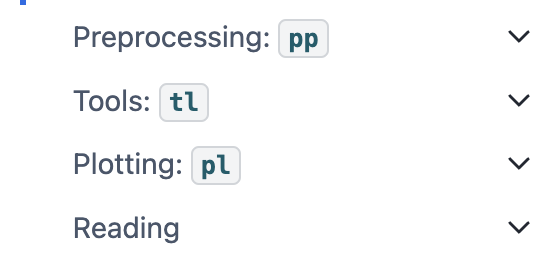 Preprocessing: pp
Tools: tl
Plotting: pl
Reading